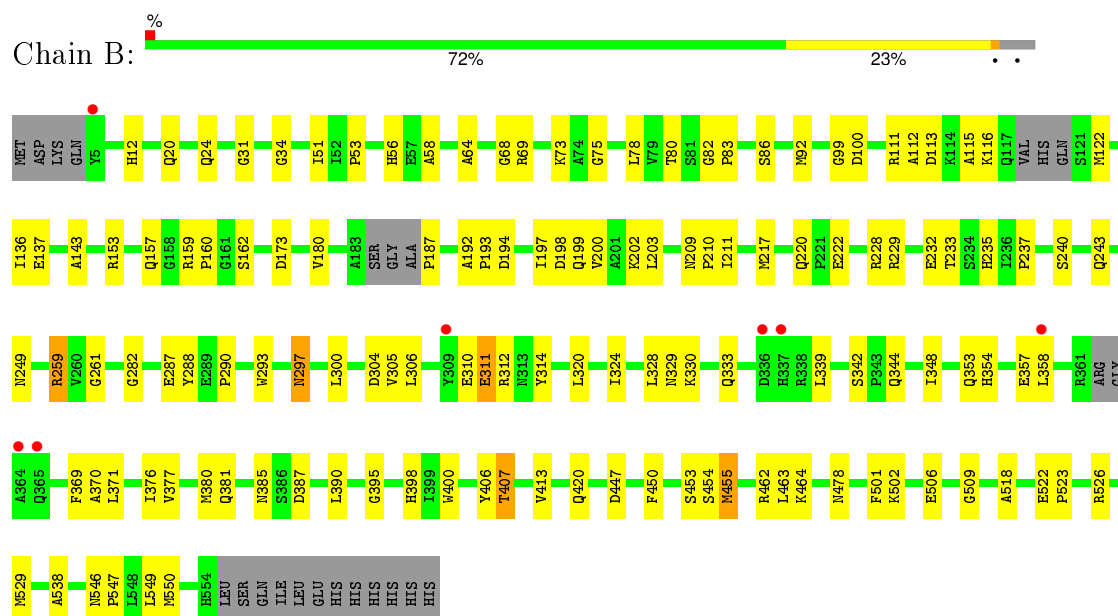 %
Chain B:
72% 23% • •
MET ASP LYS GLN Y5 H12 Q20 Q24 G31 G34 I51 I52 P53 H56 E57 A58 A64 G68 R69 K73 A74 G75 L78 V79 T80 S81 G82 P83 S86 M92 G99 D100 R111 A112 D113 K114 A115 K116 Q117 VAL HIS GLN S121 M122
I136 E137 A143 R153 Q157 G158 R159 P160 G161 S162 D173 V180 A183 SER GLY ALA P187 A192 P193 D194 I197 D198 Q199 V200 A201 K202 L203 N209 P210 I211 M217 Q220 P221 E222 R228 R229 E232 T233 S234 H235 I236 P237 S240 Q243
N249 R259 V260 G261 G282 E287 Y288 E289 P290 W293 N297 L300 D304 V305 L306 Y309 E310 E311 R312 N313 Y314 L320 I324 L328 N329 K330 Q333 D336 H337 R338 L339 S342 P343 Q344 I348 Q353 H354 E357 L358 R361 ARG GLY
A364 Q365 F369 A370 L371 I376 V377 M380 Q381 N385 S386 D387 L390 G395 H398 I399 W400 Y406 T407 V413 Q420 D447 F450 S453 S454 M455 R462 L463 K464 N478 F501 K502 E506 G509 A518 E522 P523 R526
M529 A538 N546 P547 L548 L549 M550 H554 LEU SER GLN ILE LEU GLU HIS HIS HIS HIS HIS HIS